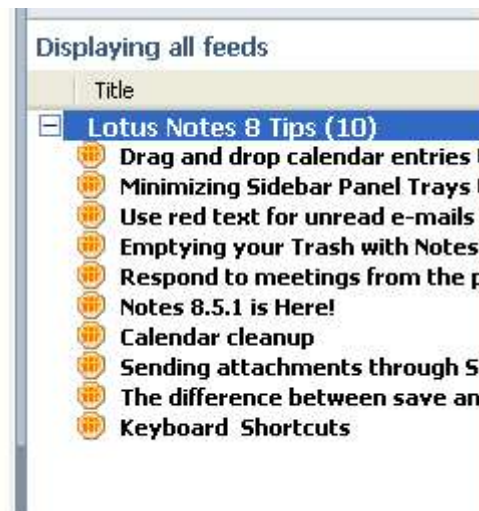 Displaying all feeds
Title
Lotus Notes 8 Tips (10)
Drag and drop calendar entries
Minimizing Sidebar Panel Trays
Use red text for unread e-mails
Emptying your Trash with Notes
Respond to meetings from the
Notes 8.5.1 is Here!
Calendar cleanup
Sending attachments through S
The difference between save an
Keyboard Shortcuts